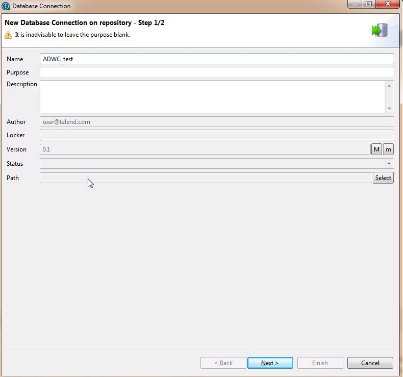 Database Connection
New Database Connection on repository - Step 1/2
It is inadvisable to leave the purpose blank.
Name ADWC test
Purpose
Description
Author user@talend.com
Locker
Version 0.1 M m
Status
Path Select
< Back Next > Finish Cancel